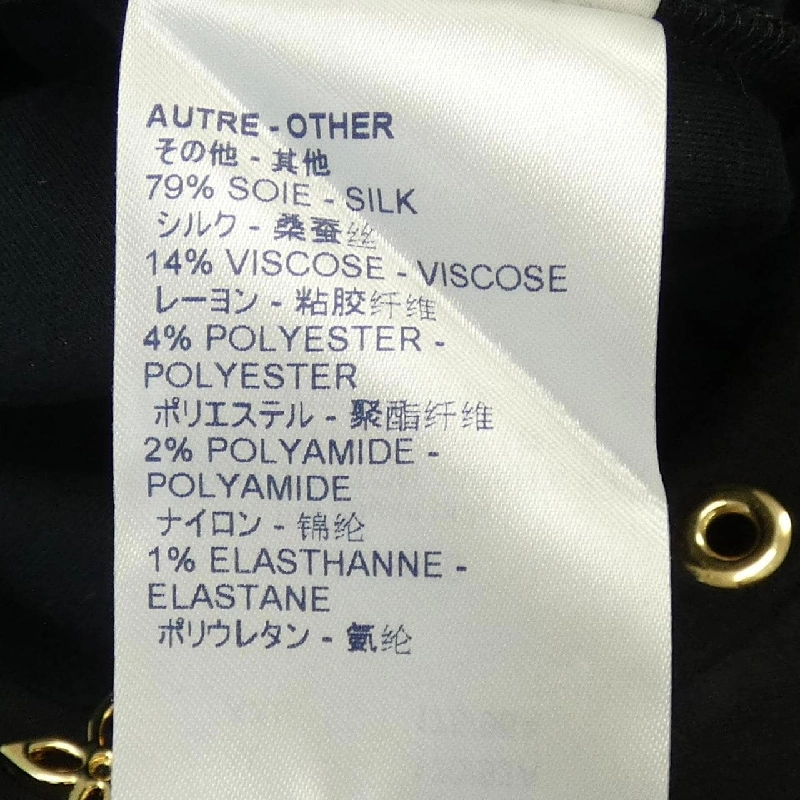 AUTRE - OTHER
その他 - 其他
79% SOIE - SILK
シルク - 桑蚕丝
14% VISCOSE - VISCOSE
レーヨン - 粘胶纤维
4% POLYESTER -
POLYESTER
ポリエステル - 聚酯纤维
2% POLYAMIDE -
POLYAMIDE
ナイロン - 锦纶
1% ELASTHANNE -
ELASTANE
ポリウレタン - 氨纶